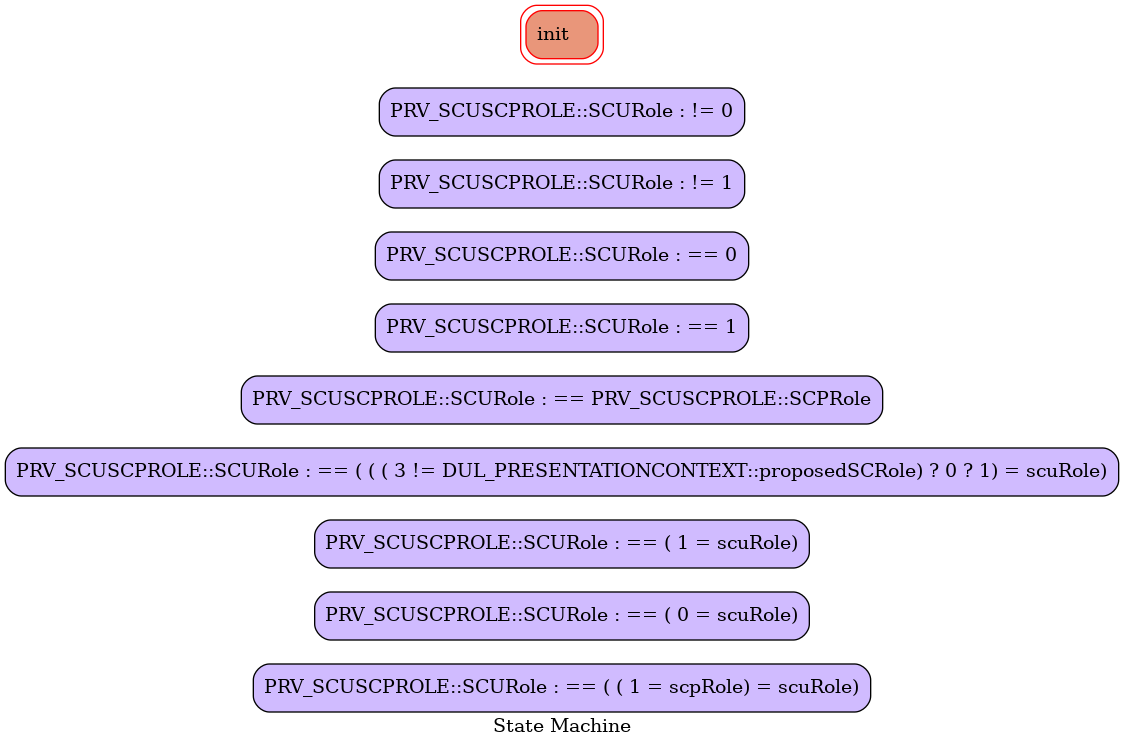 init
PRV_SCUSCPROLE::SCURole : != 0
PRV_SCUSCPROLE::SCURole : != 1
PRV_SCUSCPROLE::SCURole : == 0
PRV_SCUSCPROLE::SCURole : == 1
PRV_SCUSCPROLE::SCURole : == PRV_SCUSCPROLE::SCPRole
PRV_SCUSCPROLE::SCURole : == ( ( ( 3 != DUL_PRESENTATIONCONTEXT::proposedSCRole) ? 0 ? 1) = scuRole)
PRV_SCUSCPROLE::SCURole : == ( 1 = scuRole)
PRV_SCUSCPROLE::SCURole : == ( 0 = scuRole)
PRV_SCUSCPROLE::SCURole : == ( ( 1 = scpRole) = scuRole)
State Machine